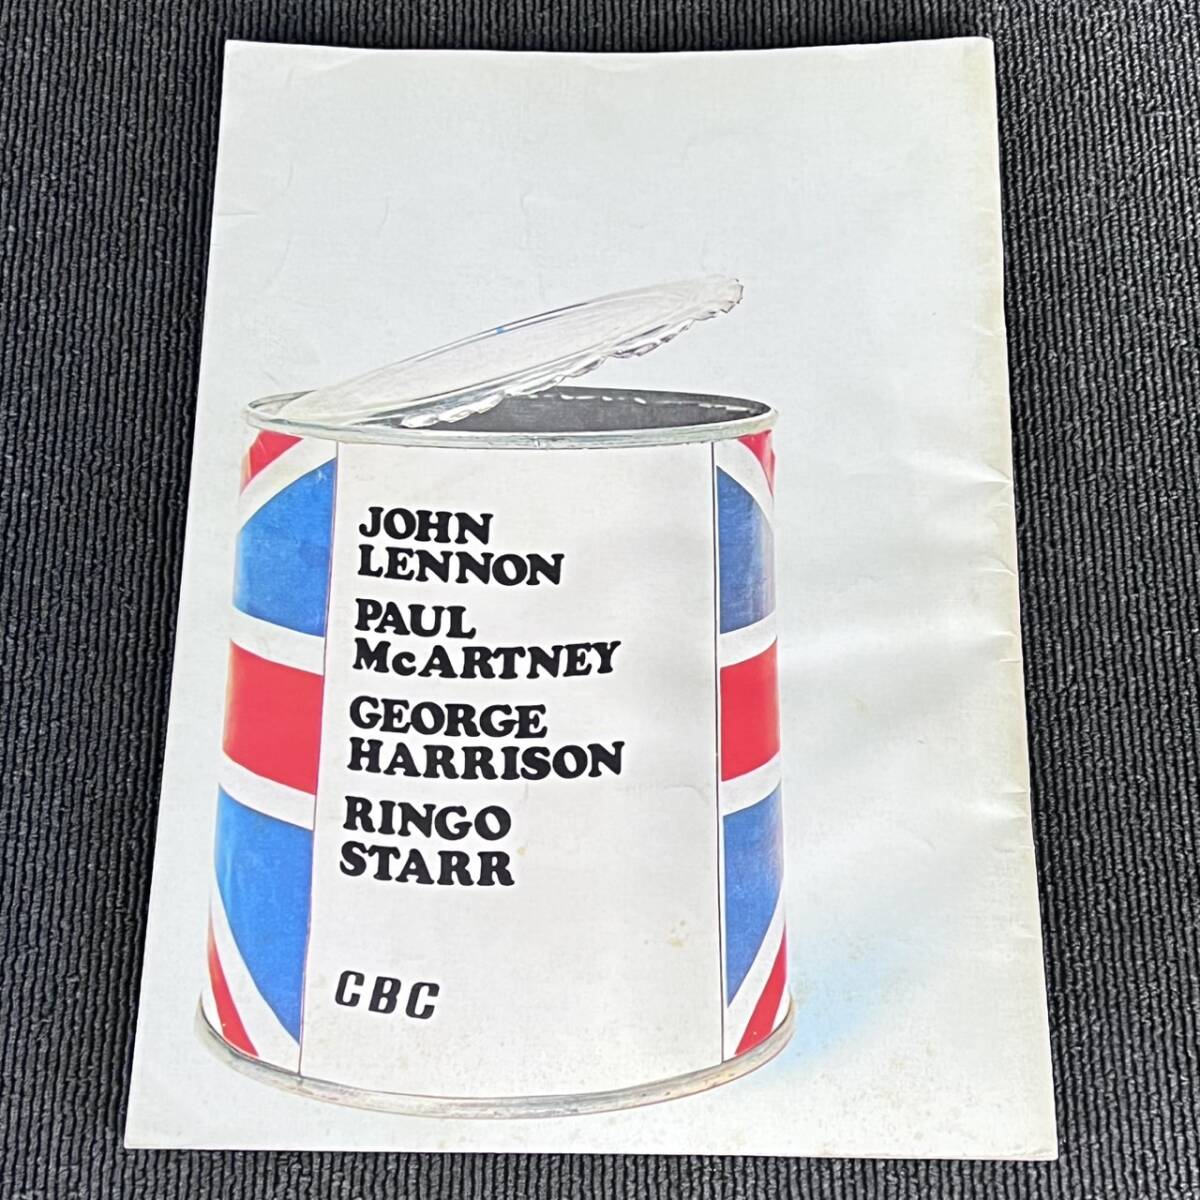 JOHN
LENNON
PAUL
McARTNEY
GEORGE
HARRISON
RINGO
STARR
CBC